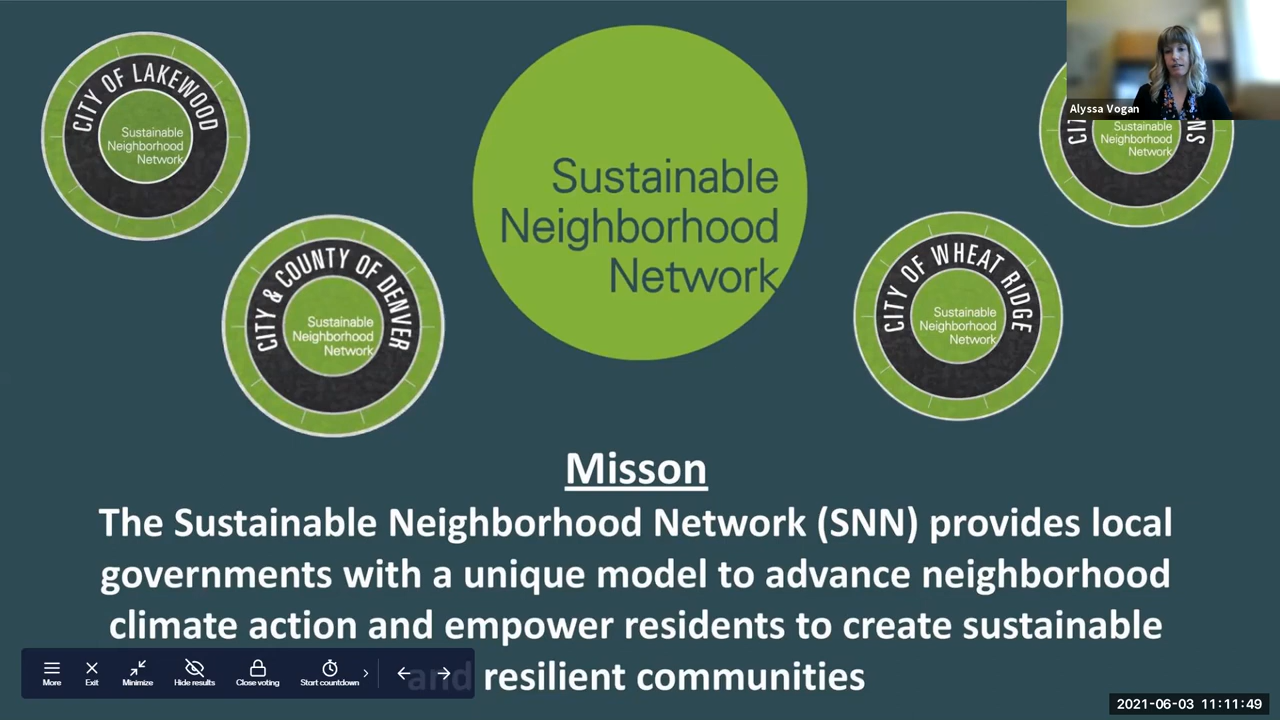 CITY OF LAKEWOOD
Sustainable
Neighborhood
Network
CITY & COUNTY OF DENVER
Sustainable
Neighborhood
Network
Sustainable
Neighborhood
Network
Alyssa Vogan
Sustainable
Neighborhood
Network
CITY OF WHEAT RIDGE
Sustainable
Neighborhood
Network
Misson
The Sustainable Neighborhood Network (SNN) provides local
governments with a unique model to advance neighborhood
climate action and empower residents to create sustainable
and resilient communities
More
Exit
Minimize
Hide results
Close voting
Start countdown
2021-06-03 11:11:49